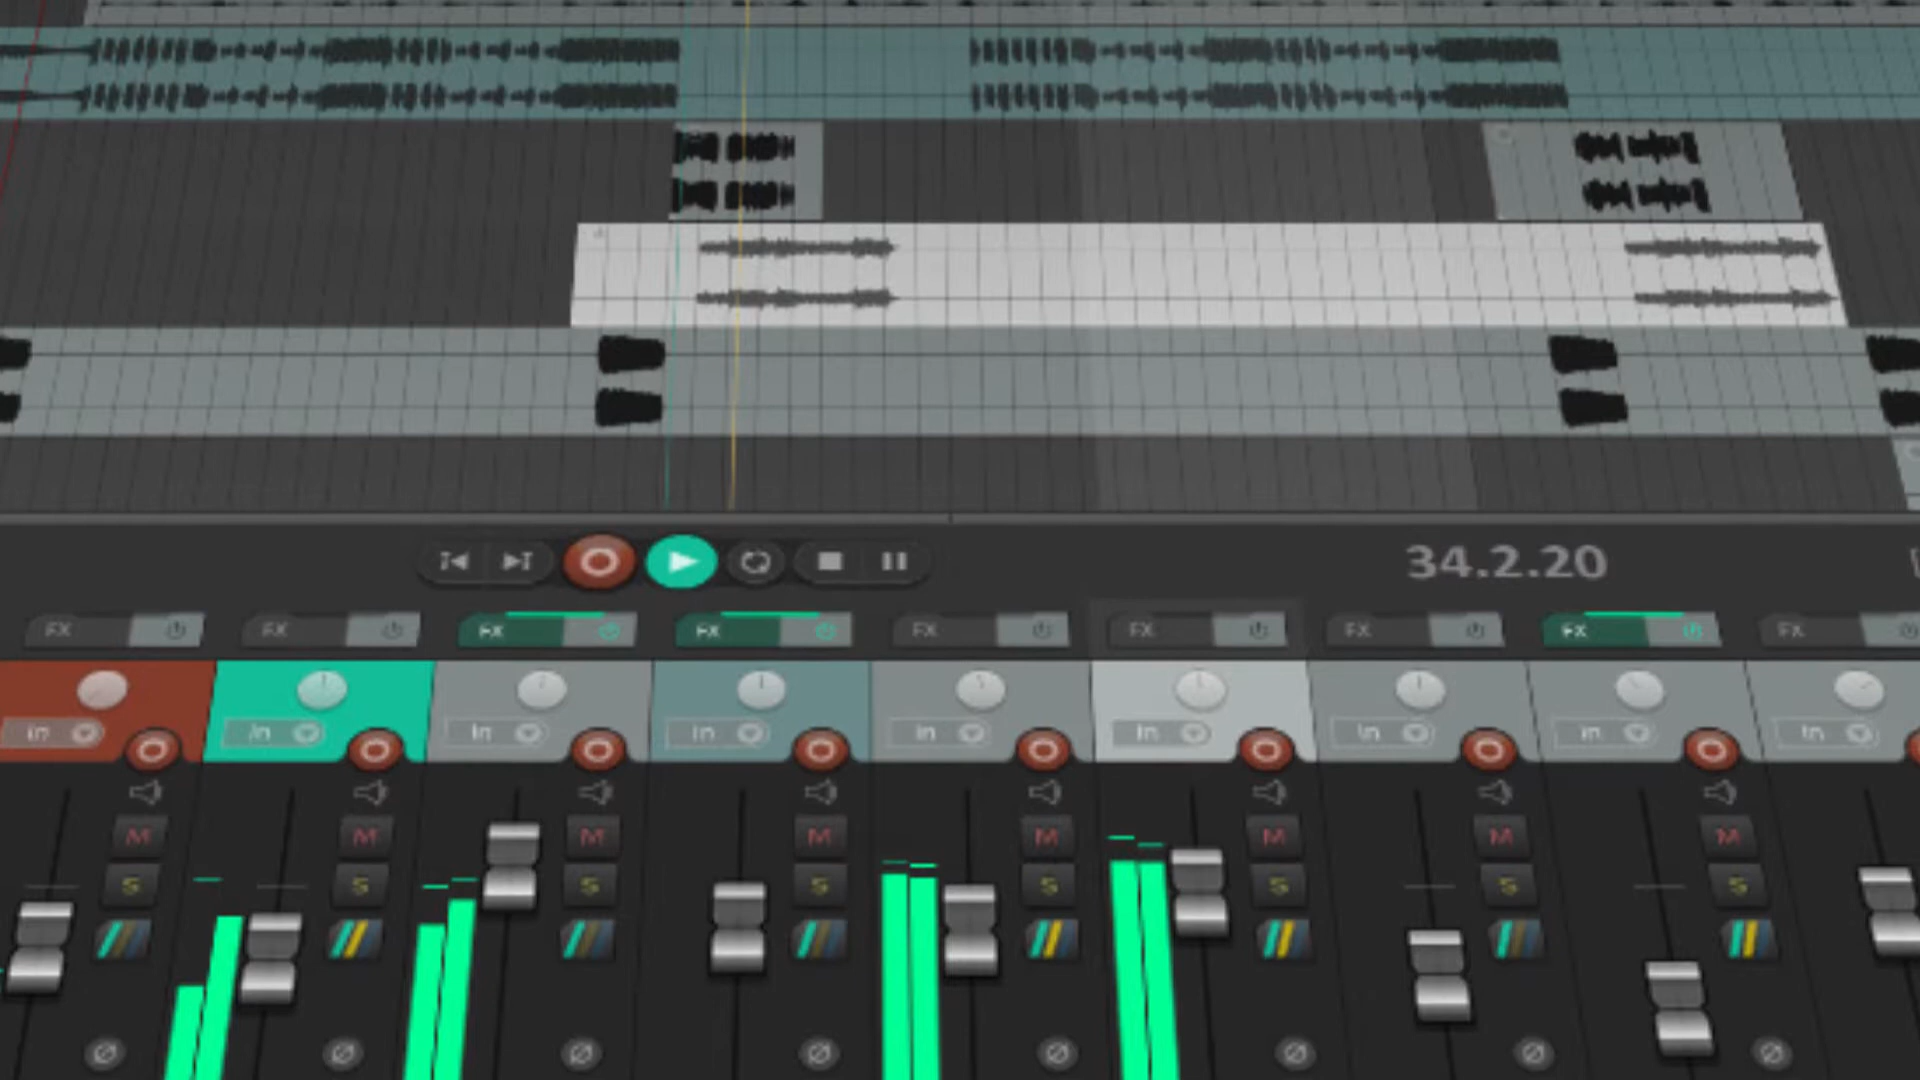 34.2.20
FX FX FX FX FX FX FX FX FX
in in in in in in in in in
M M M M M M M M
S S S S S S S S